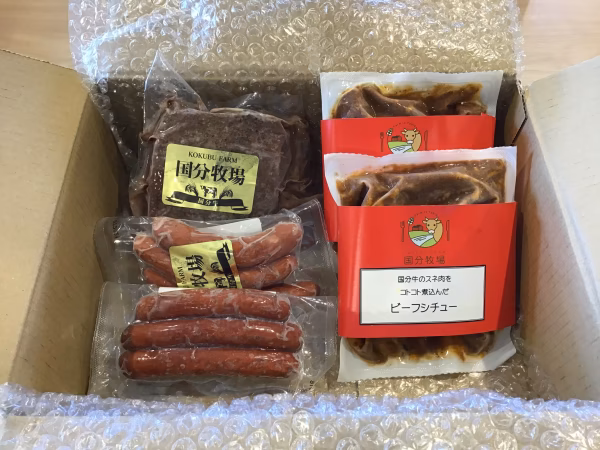 KOKUBU FARM
国分牧場
国分牧場
国分牧場
国分牛のスネ肉を
コトコト煮込んだ
ビーフシチュー